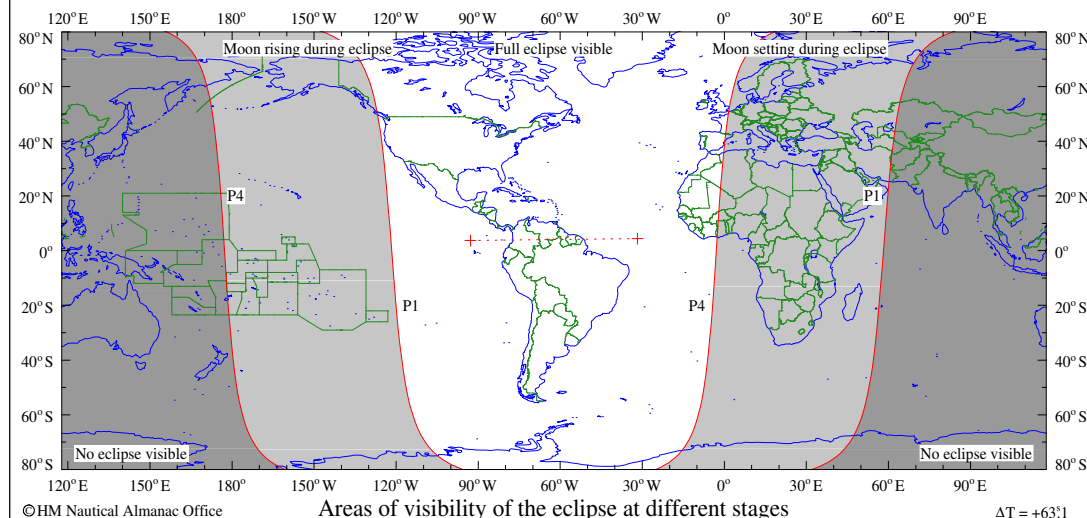 120° E 150° E 180° 150° W 120° W 90° W 60° W 30° W 0° 30° E 60° E 90° E
80° N 80° N
Moon rising during eclipse Full eclipse visible Moon setting during eclipse
60° N 60° N
40° N 40° N
20° N P4 P1 20° N
0° 0°
20° S P1 P4 20° S
40° S 40° S
60° S 60° S
No eclipse visible No eclipse visible
80° S 80° S
120° E 150° E 180° 150° W 120° W 90° W 60° W 30° W 0° 30° E 60° E 90° E
©HM Nautical Almanac Office Areas of visibility of the eclipse at different stages ΔT = +63ˢ.1